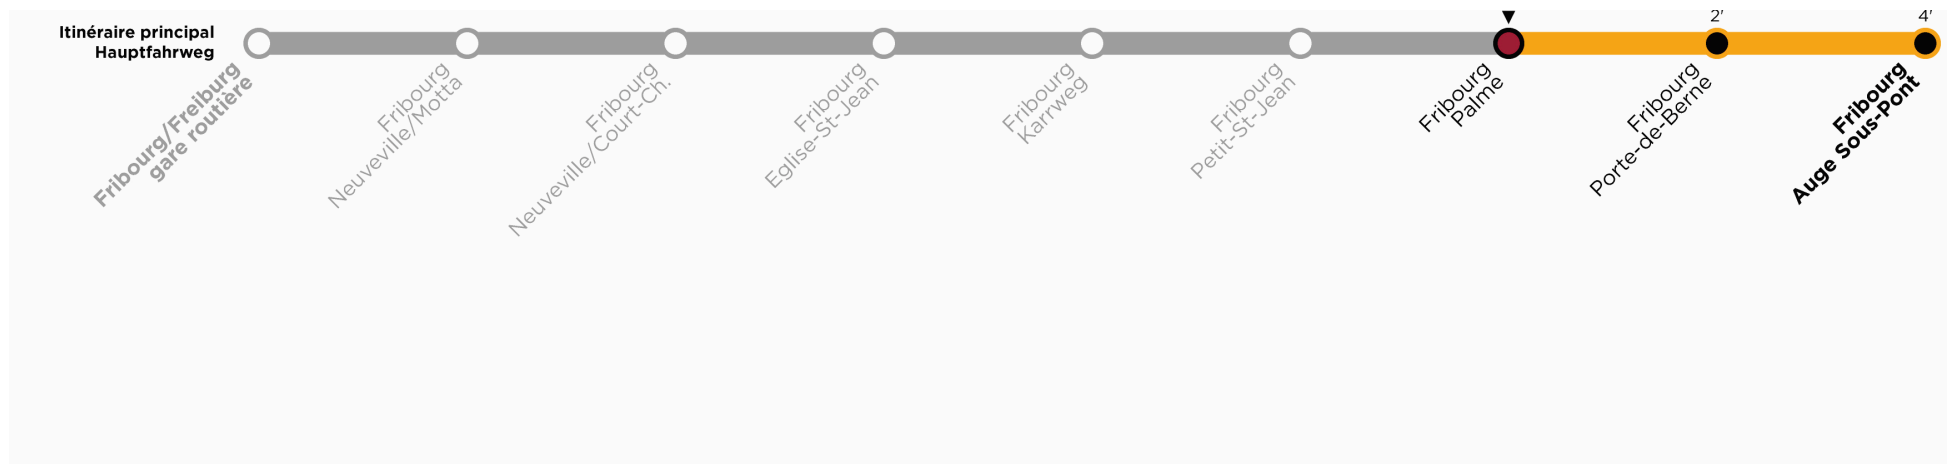 Itinéraire principal
Hauptfahrweg
▼
2'
4'
Fribourg/Freiburg
gare routière
Fribourg
Neuveville/Motta
Fribourg
Neuveville/Court-Ch.
Fribourg
Eglise-St-Jean
Fribourg
Karrweg
Fribourg
Petit-St-Jean
Fribourg
Palme
Fribourg
Porte-de-Berne
Fribourg
Auge Sous-Pont